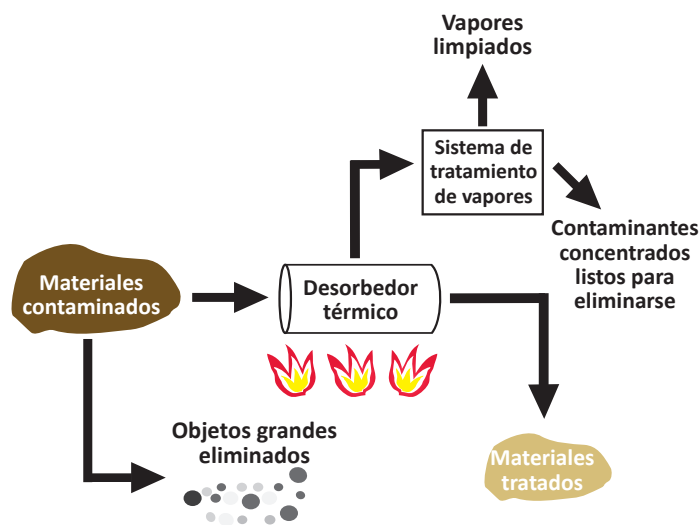 Vapores
limpiados
Sistema de
tratamiento
de vapores
Contaminantes
concentrados
listos para
eliminarse
Materiales
contaminados
Desorbedor
térmico
Objetos grandes
eliminados
Materiales
tratados